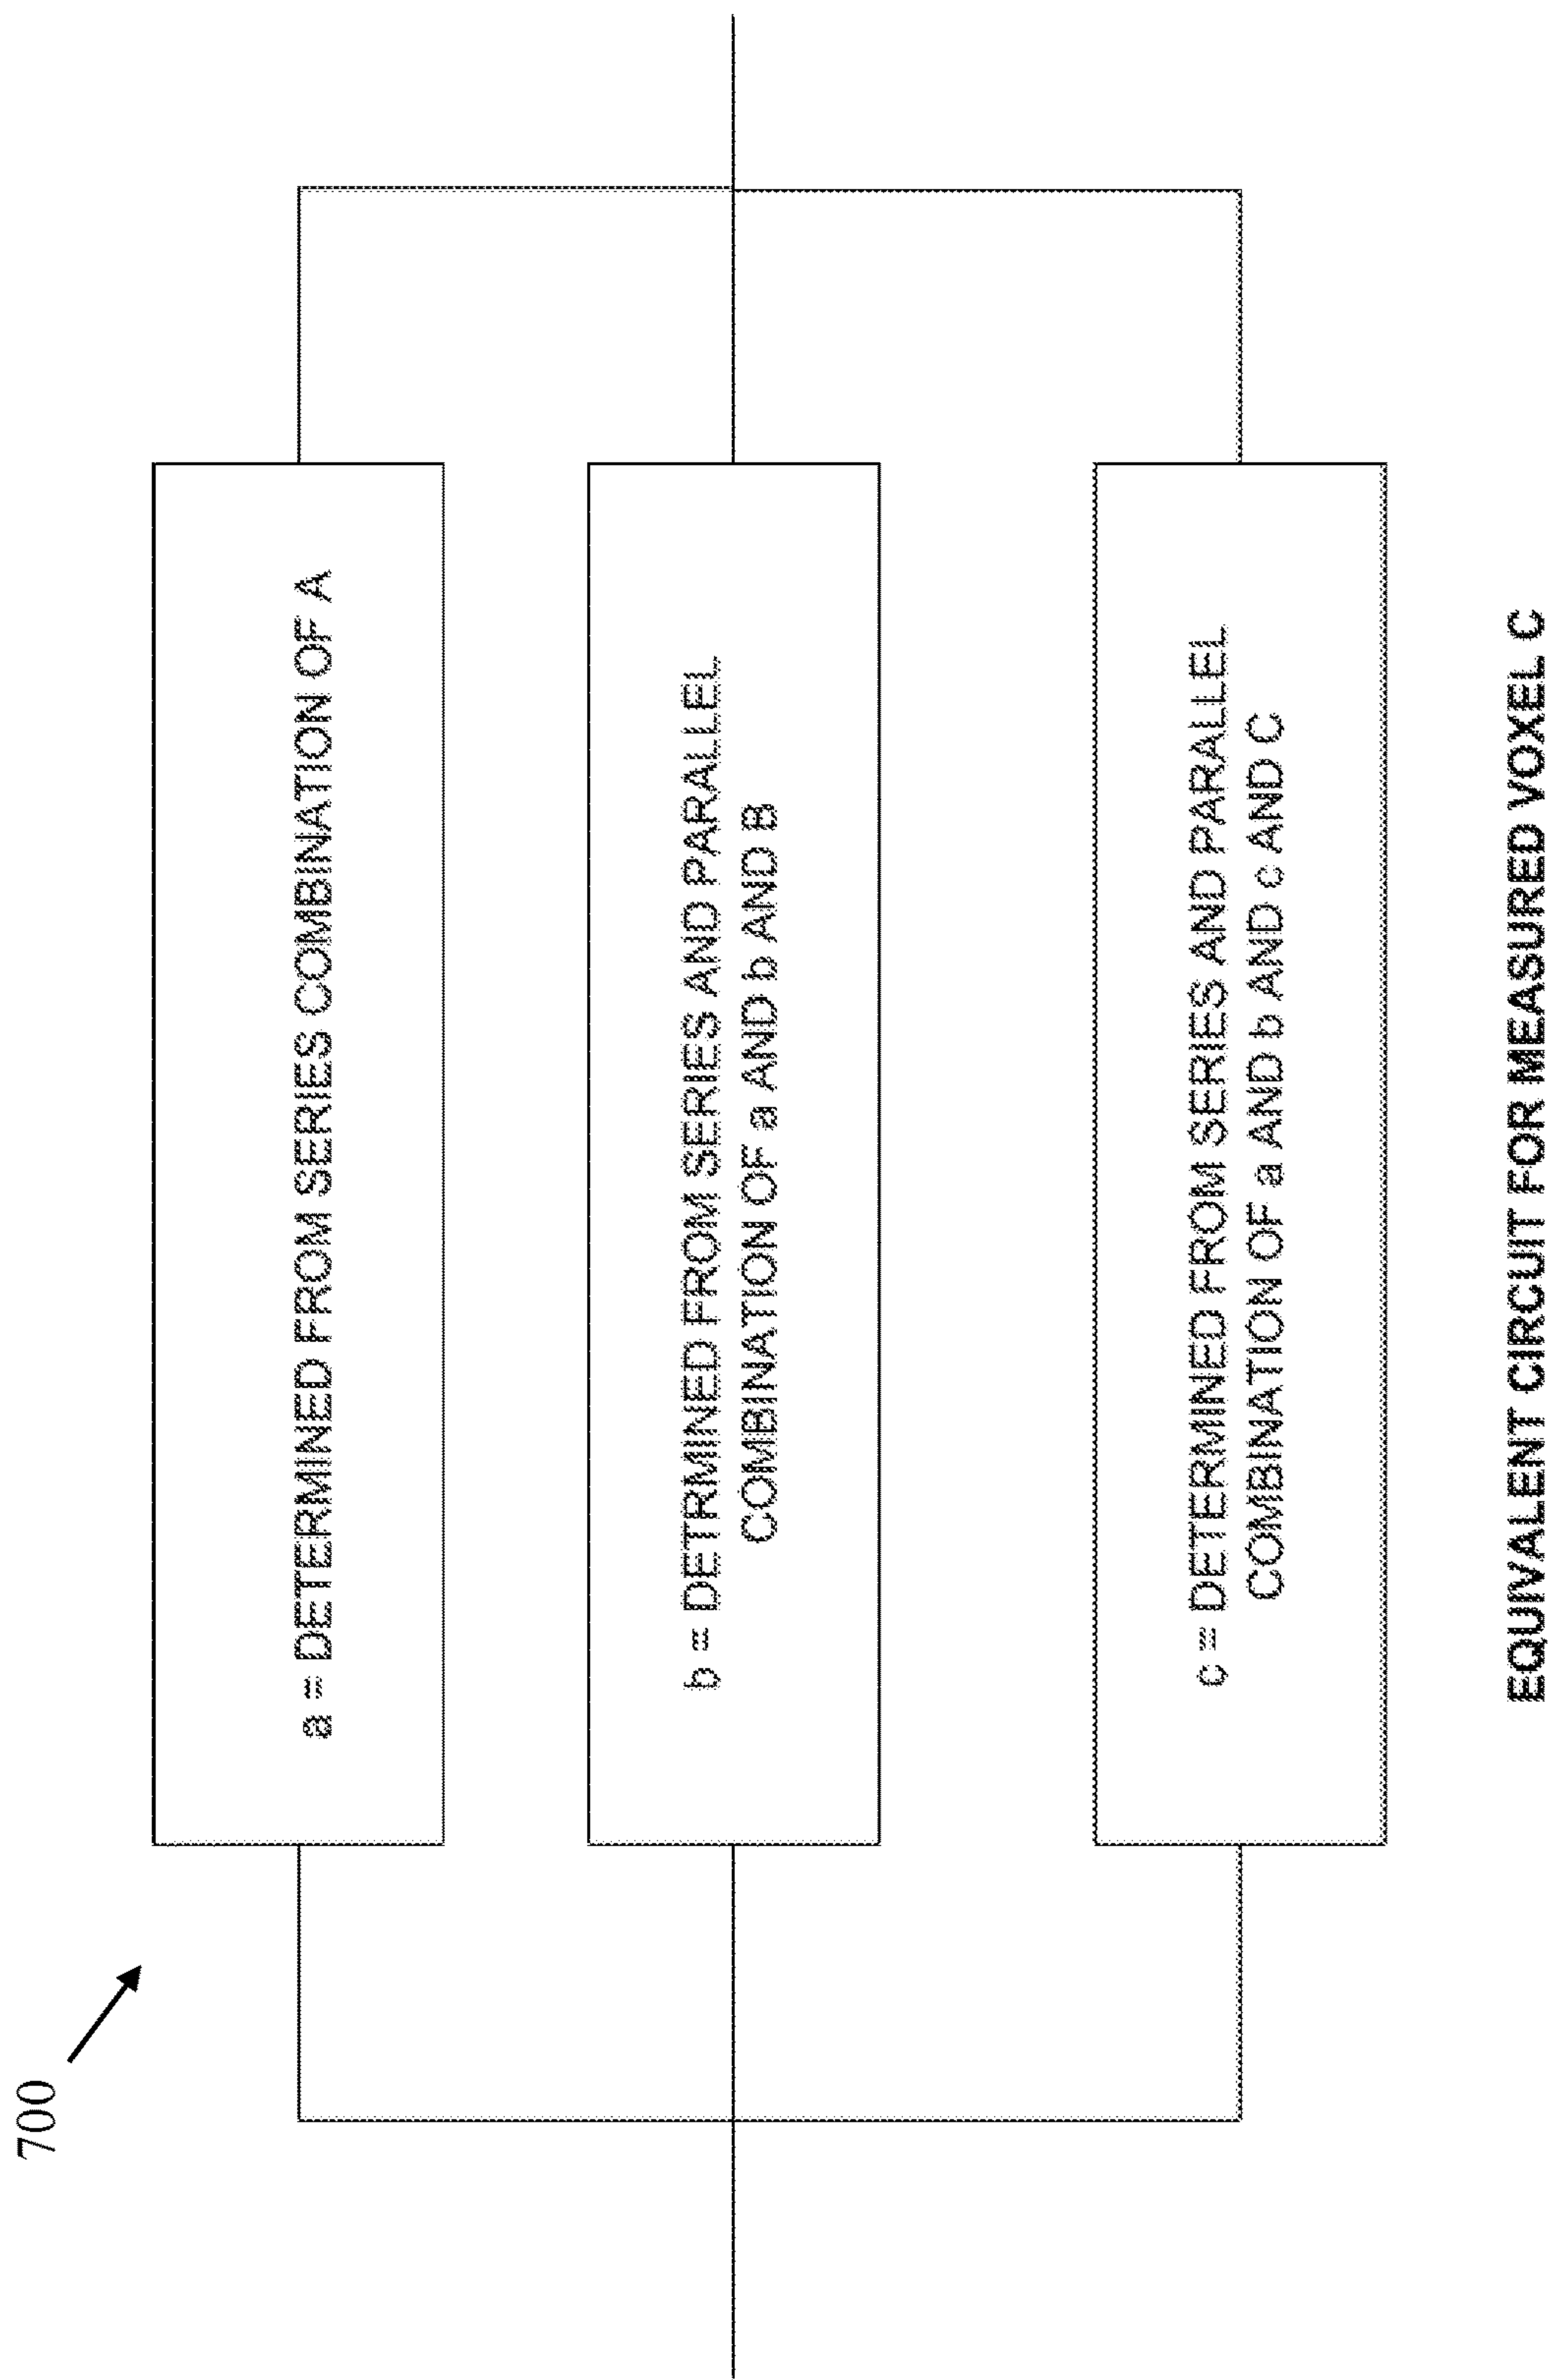 700
a = DETERMINED FROM SERIES COMBINATION OF A
b = DETRMINED FROM SERIES AND PARALLEL
COMBINATION OF a AND b AND B
c = DETERMINED FROM SERIES AND PARALLEL
COMBINATION OF a AND b AND c AND C
EQUIVALENT CIRCUIT FOR MEASURED VOXEL C